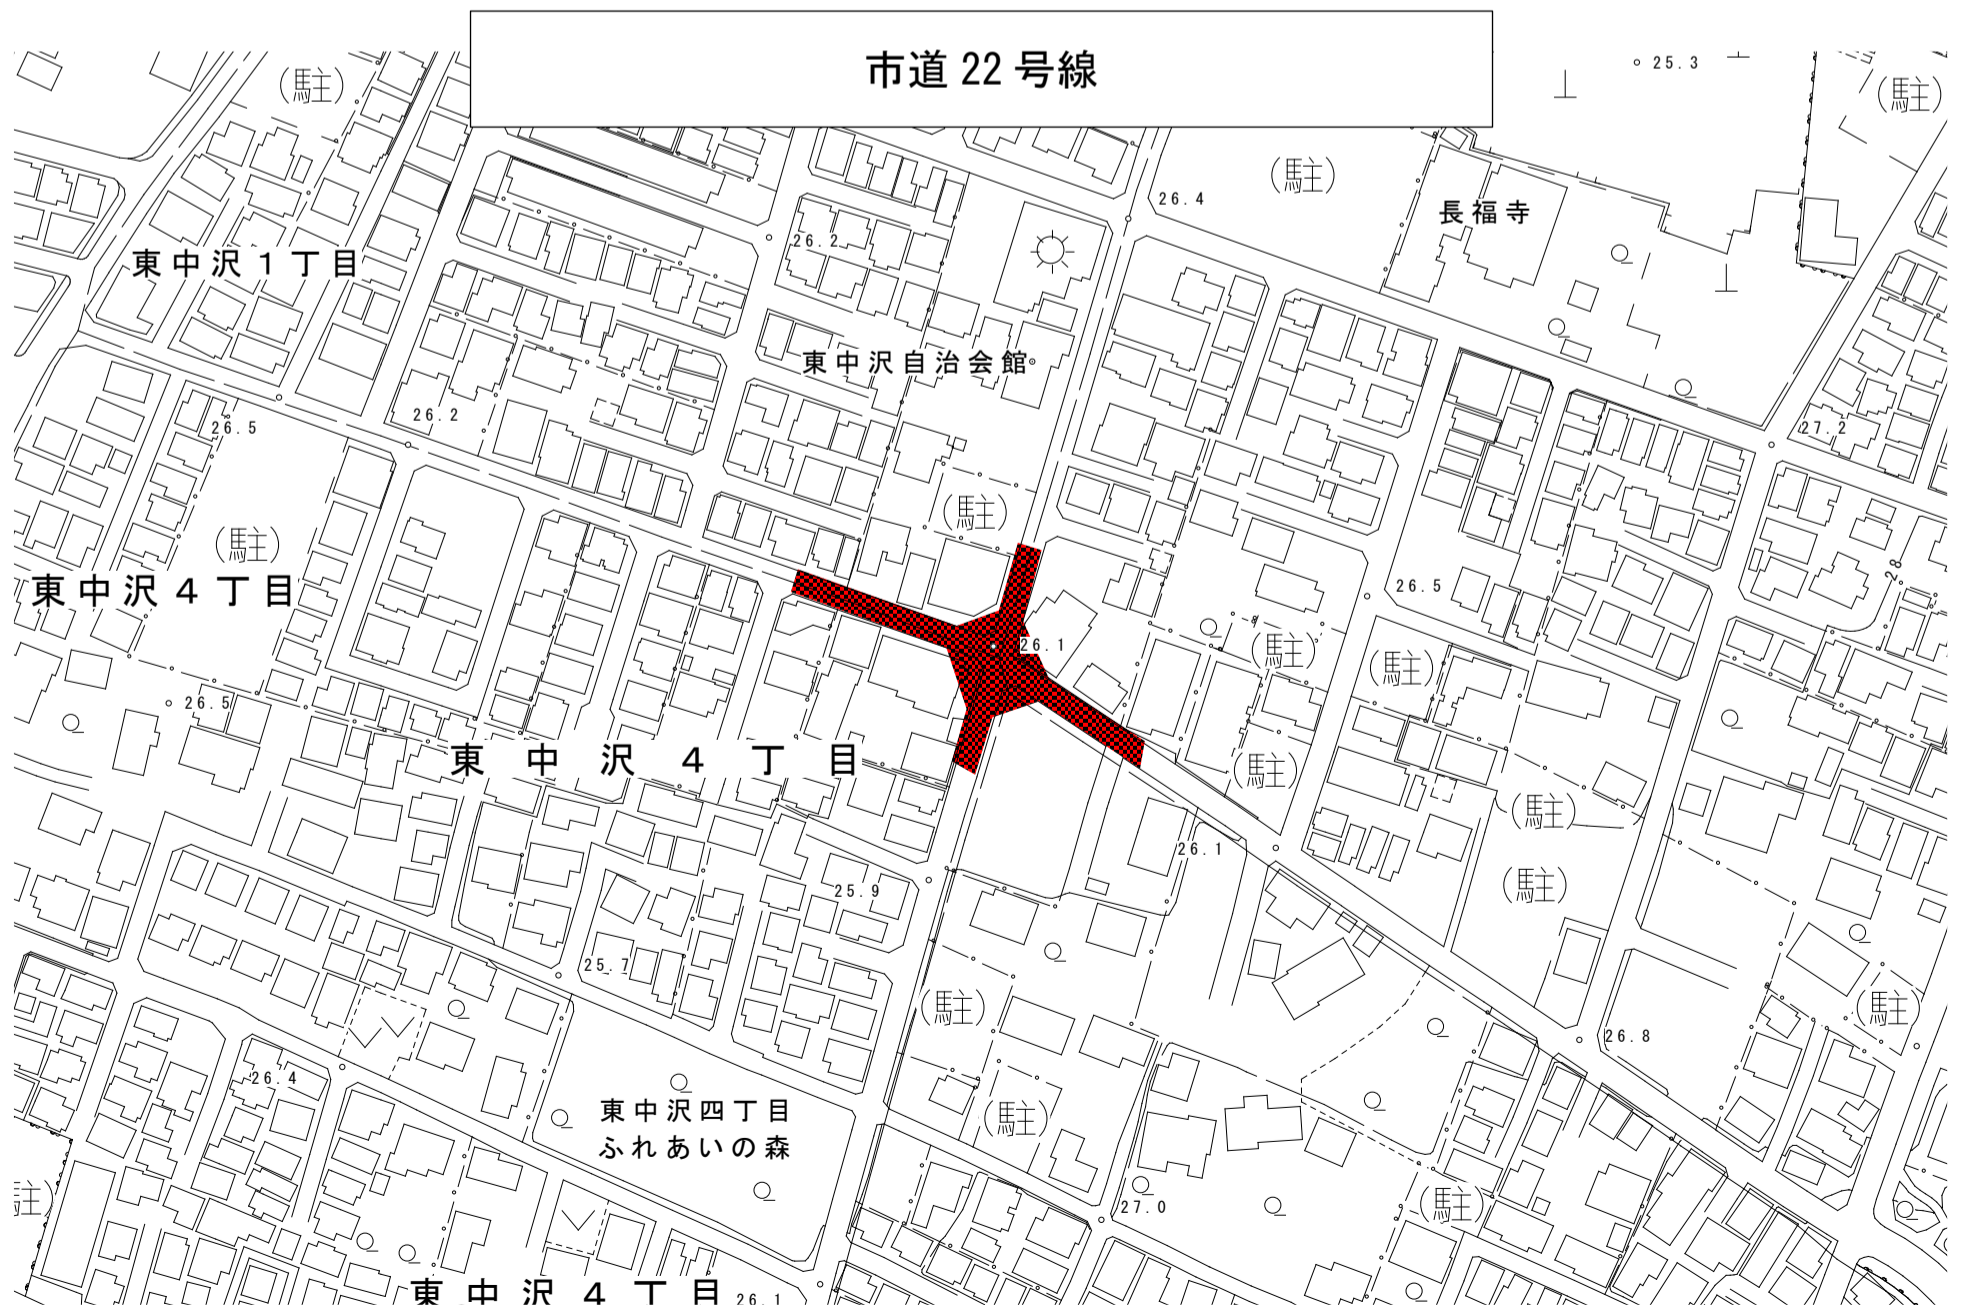 市道 22 号線
25.3
(駐)
(駐)
(駐)
26.4
長福寺
26.2
東中沢１丁目
東中沢自治会館
26.2
26.5
27.2
(駐)
(駐)
28
東中沢４丁目
26.5
26.1
(駐)
(駐)
26.5
東中沢４丁目
(駐)
(駐)
26.1
25.9
(駐)
25.7
(駐)
(駐)
26.8
26.4
東中沢四丁目
ふれあいの森
(駐)
駐)
27.0
(駐)
東中沢４丁目
26.1